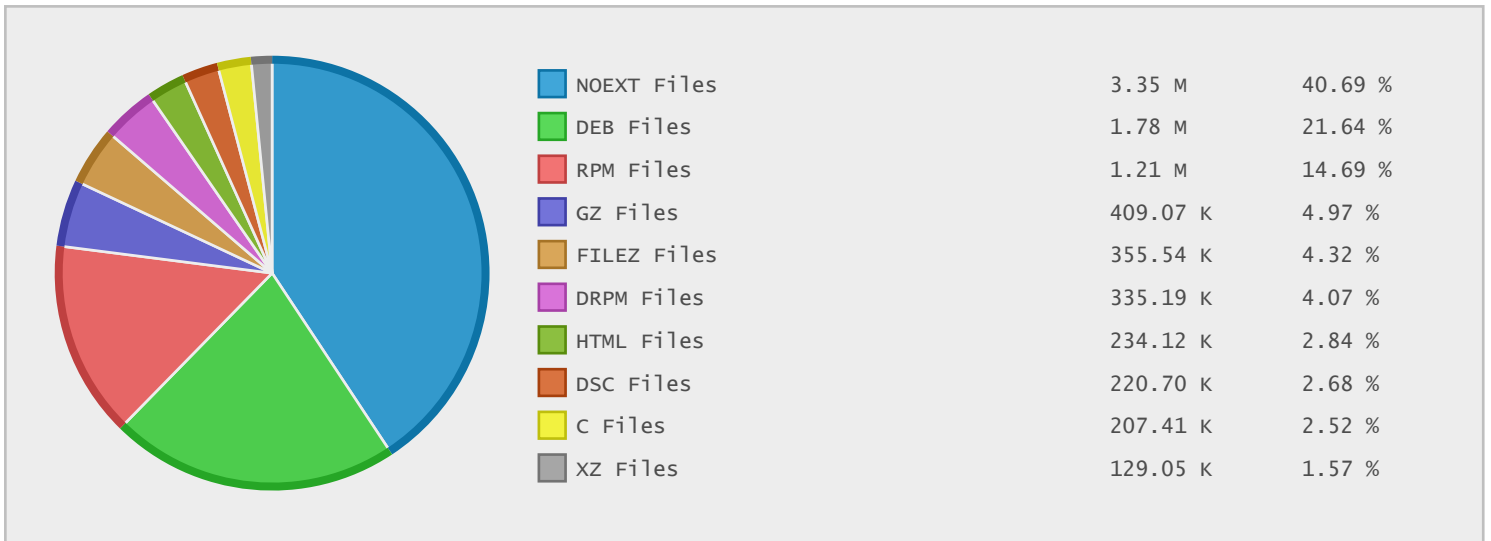 NOEXT Files 3.35 M 40.69 %
DEB Files 1.78 M 21.64 %
RPM Files 1.21 M 14.69 %
GZ Files 409.07 K 4.97 %
FILEZ Files 355.54 K 4.32 %
DRPM Files 335.19 K 4.07 %
HTML Files 234.12 K 2.84 %
DSC Files 220.70 K 2.68 %
C Files 207.41 K 2.52 %
XZ Files 129.05 K 1.57 %